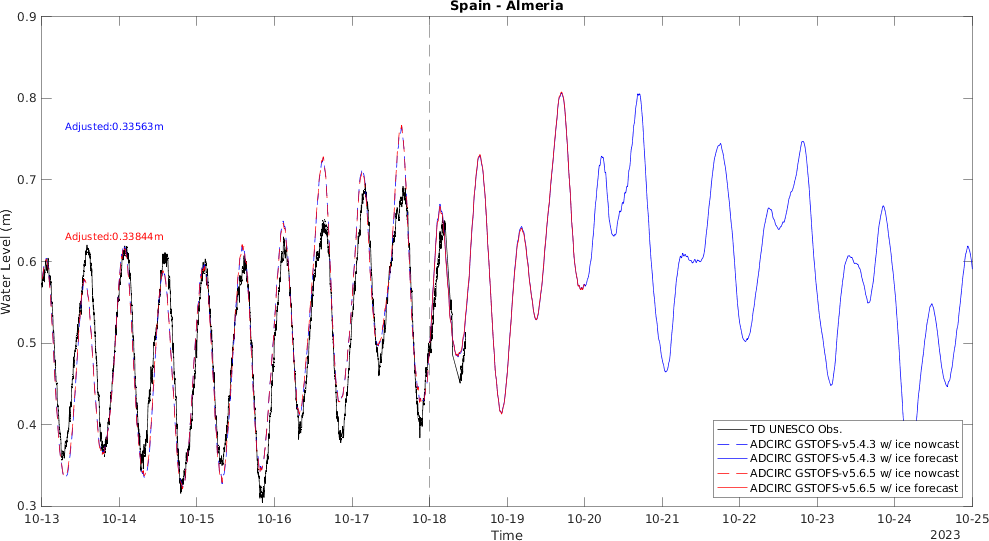 Spain - Almeria
0.9
0.8
0.7
0.6
0.5
0.4
0.3
Water Level (m)
Adjusted:0.33563m
Adjusted:0.33844m
TD UNESCO Obs.
ADCIRC GSTOFS-v5.4.3 w/ ice nowcast
ADCIRC GSTOFS-v5.4.3 w/ ice forecast
ADCIRC GSTOFS-v5.6.5 w/ ice nowcast
ADCIRC GSTOFS-v5.6.5 w/ ice forecast
10-13 10-14 10-15 10-16 10-17 10-18 10-19 10-20 10-21 10-22 10-23 10-24 10-25
Time
2023